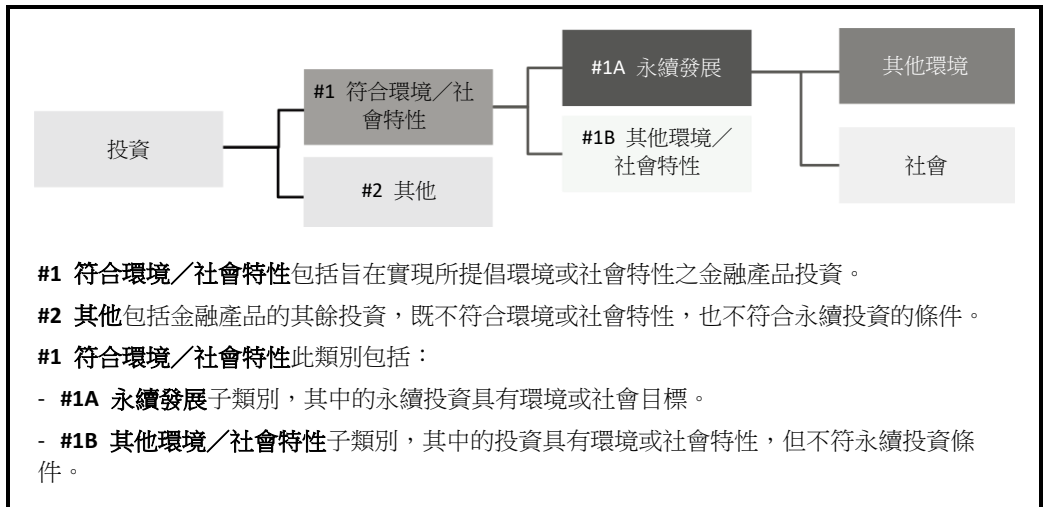 投資
#1 符合環境／社
會特性
#2 其他
#1A 永續發展
#1B 其他環境／
社會特性
其他環境
社會
#1 符合環境／社會特性包括旨在實現所提倡環境或社會特性之金融產品投資。
#2 其他包括金融產品的其餘投資，既不符合環境或社會特性，也不符合永續投資的條件。
#1 符合環境／社會特性此類別包括：
- #1A 永續發展子類別，其中的永續投資具有環境或社會目標。
- #1B 其他環境／社會特性子類別，其中的投資具有環境或社會特性，但不符永續投資條
件。